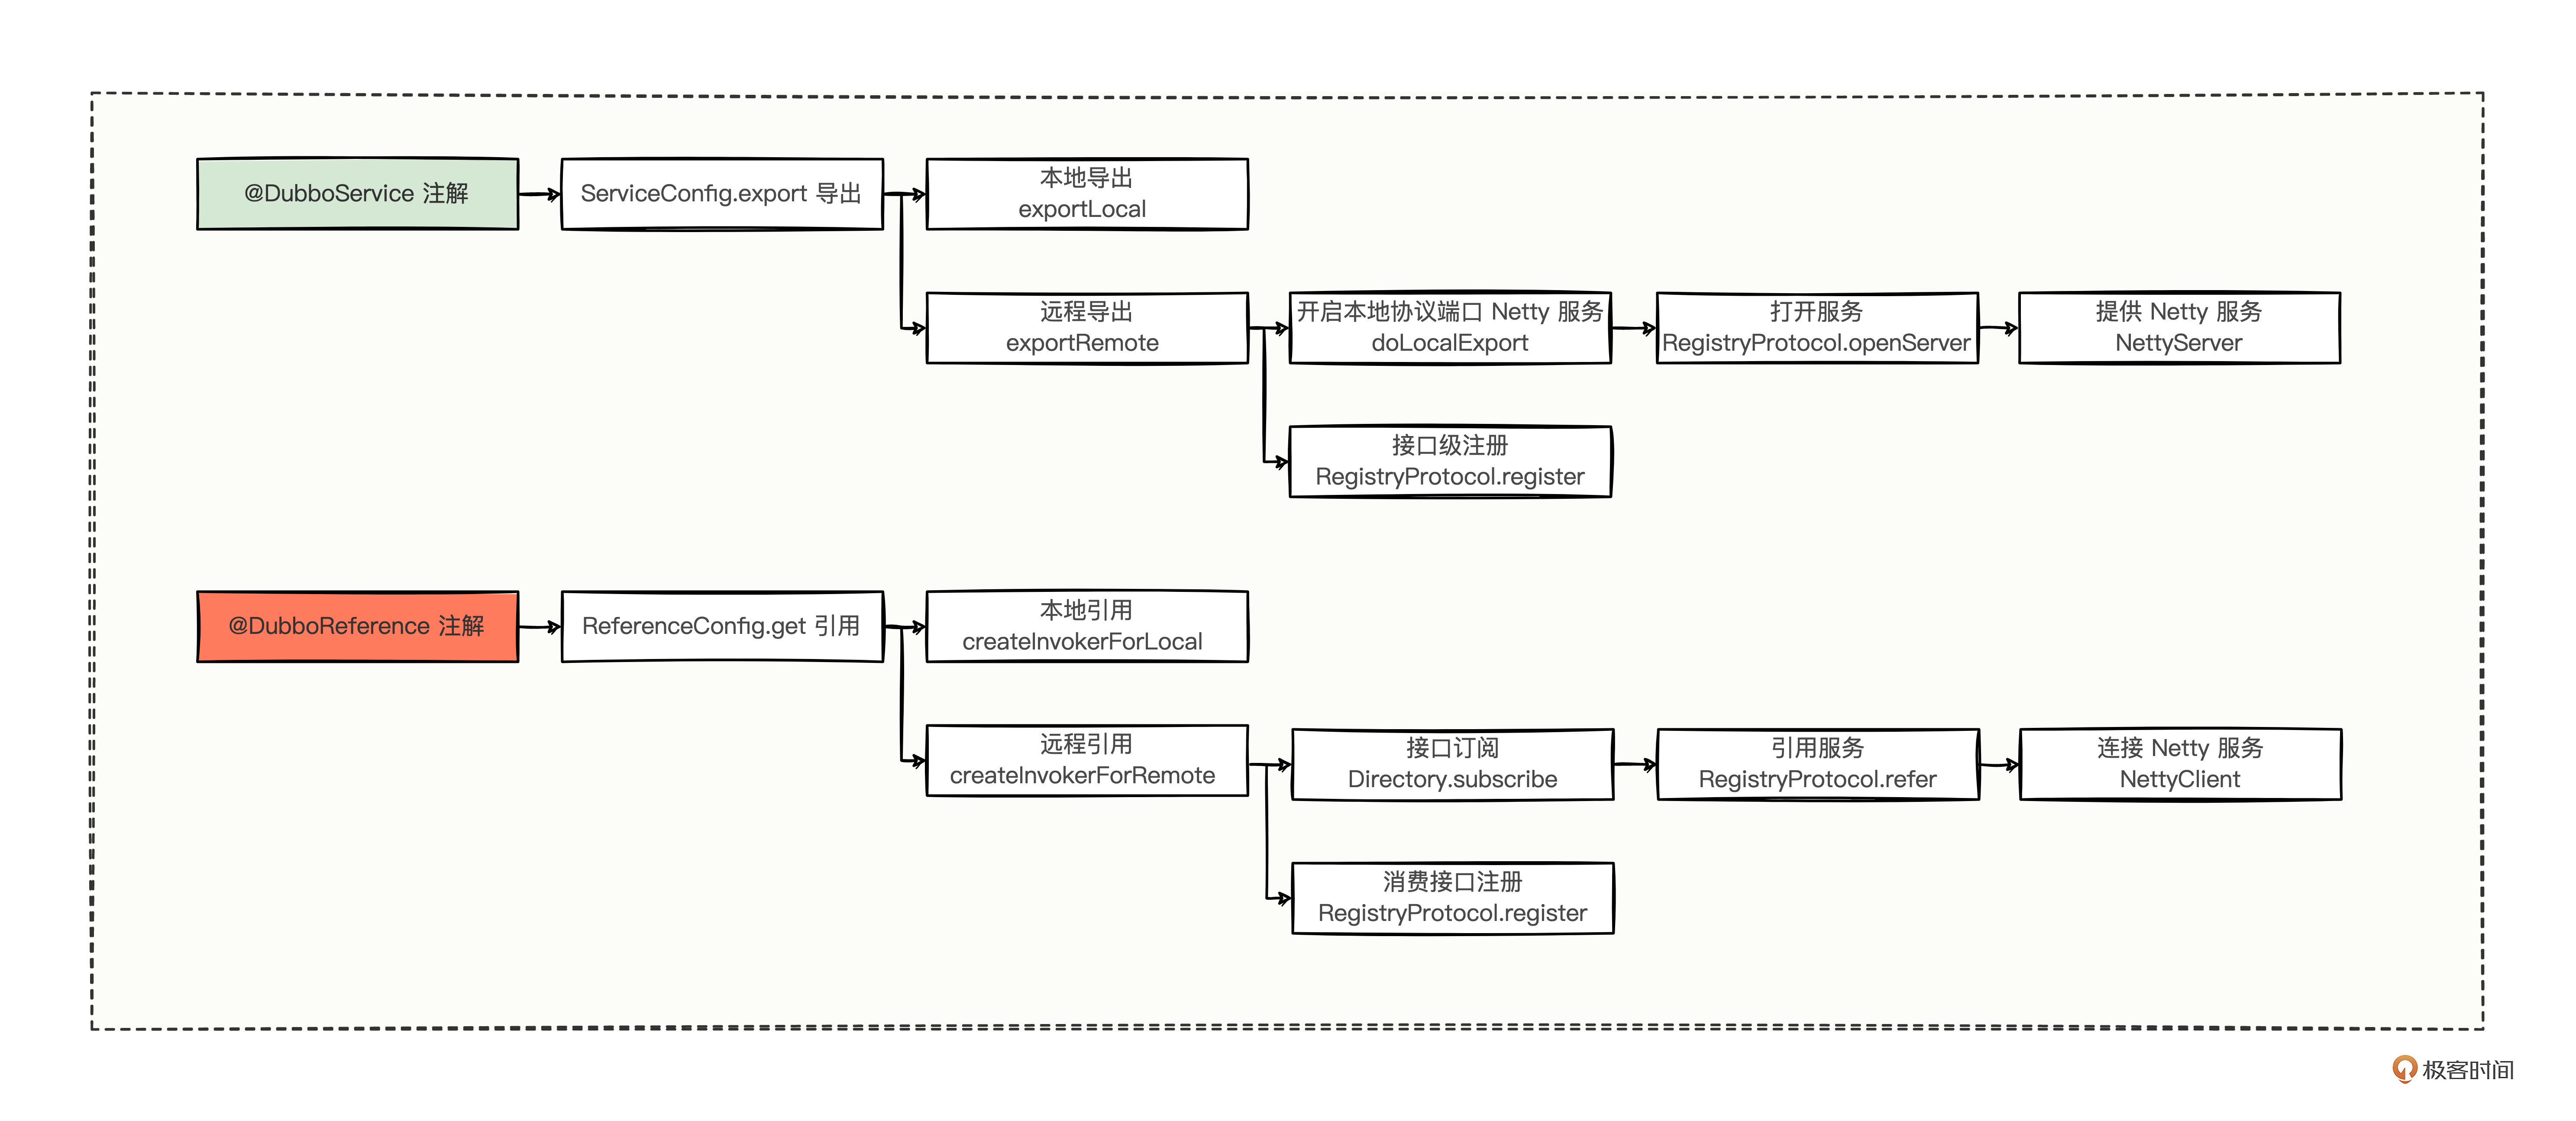 @DubboService 注解
ServiceConfig.export 导出
本地导出
exportLocal
远程导出
exportRemote
开启本地协议端口 Netty 服务
doLocalExport
打开服务
RegistryProtocol.openServer
提供 Netty 服务
NettyServer
接口级注册
RegistryProtocol.register
@DubboReference 注解
ReferenceConfig.get 引用
本地引用
createInvokerForLocal
远程引用
createInvokerForRemote
接口订阅
Directory.subscribe
引用服务
RegistryProtocol.refer
连接 Netty 服务
NettyClient
消费接口注册
RegistryProtocol.register
极客时间